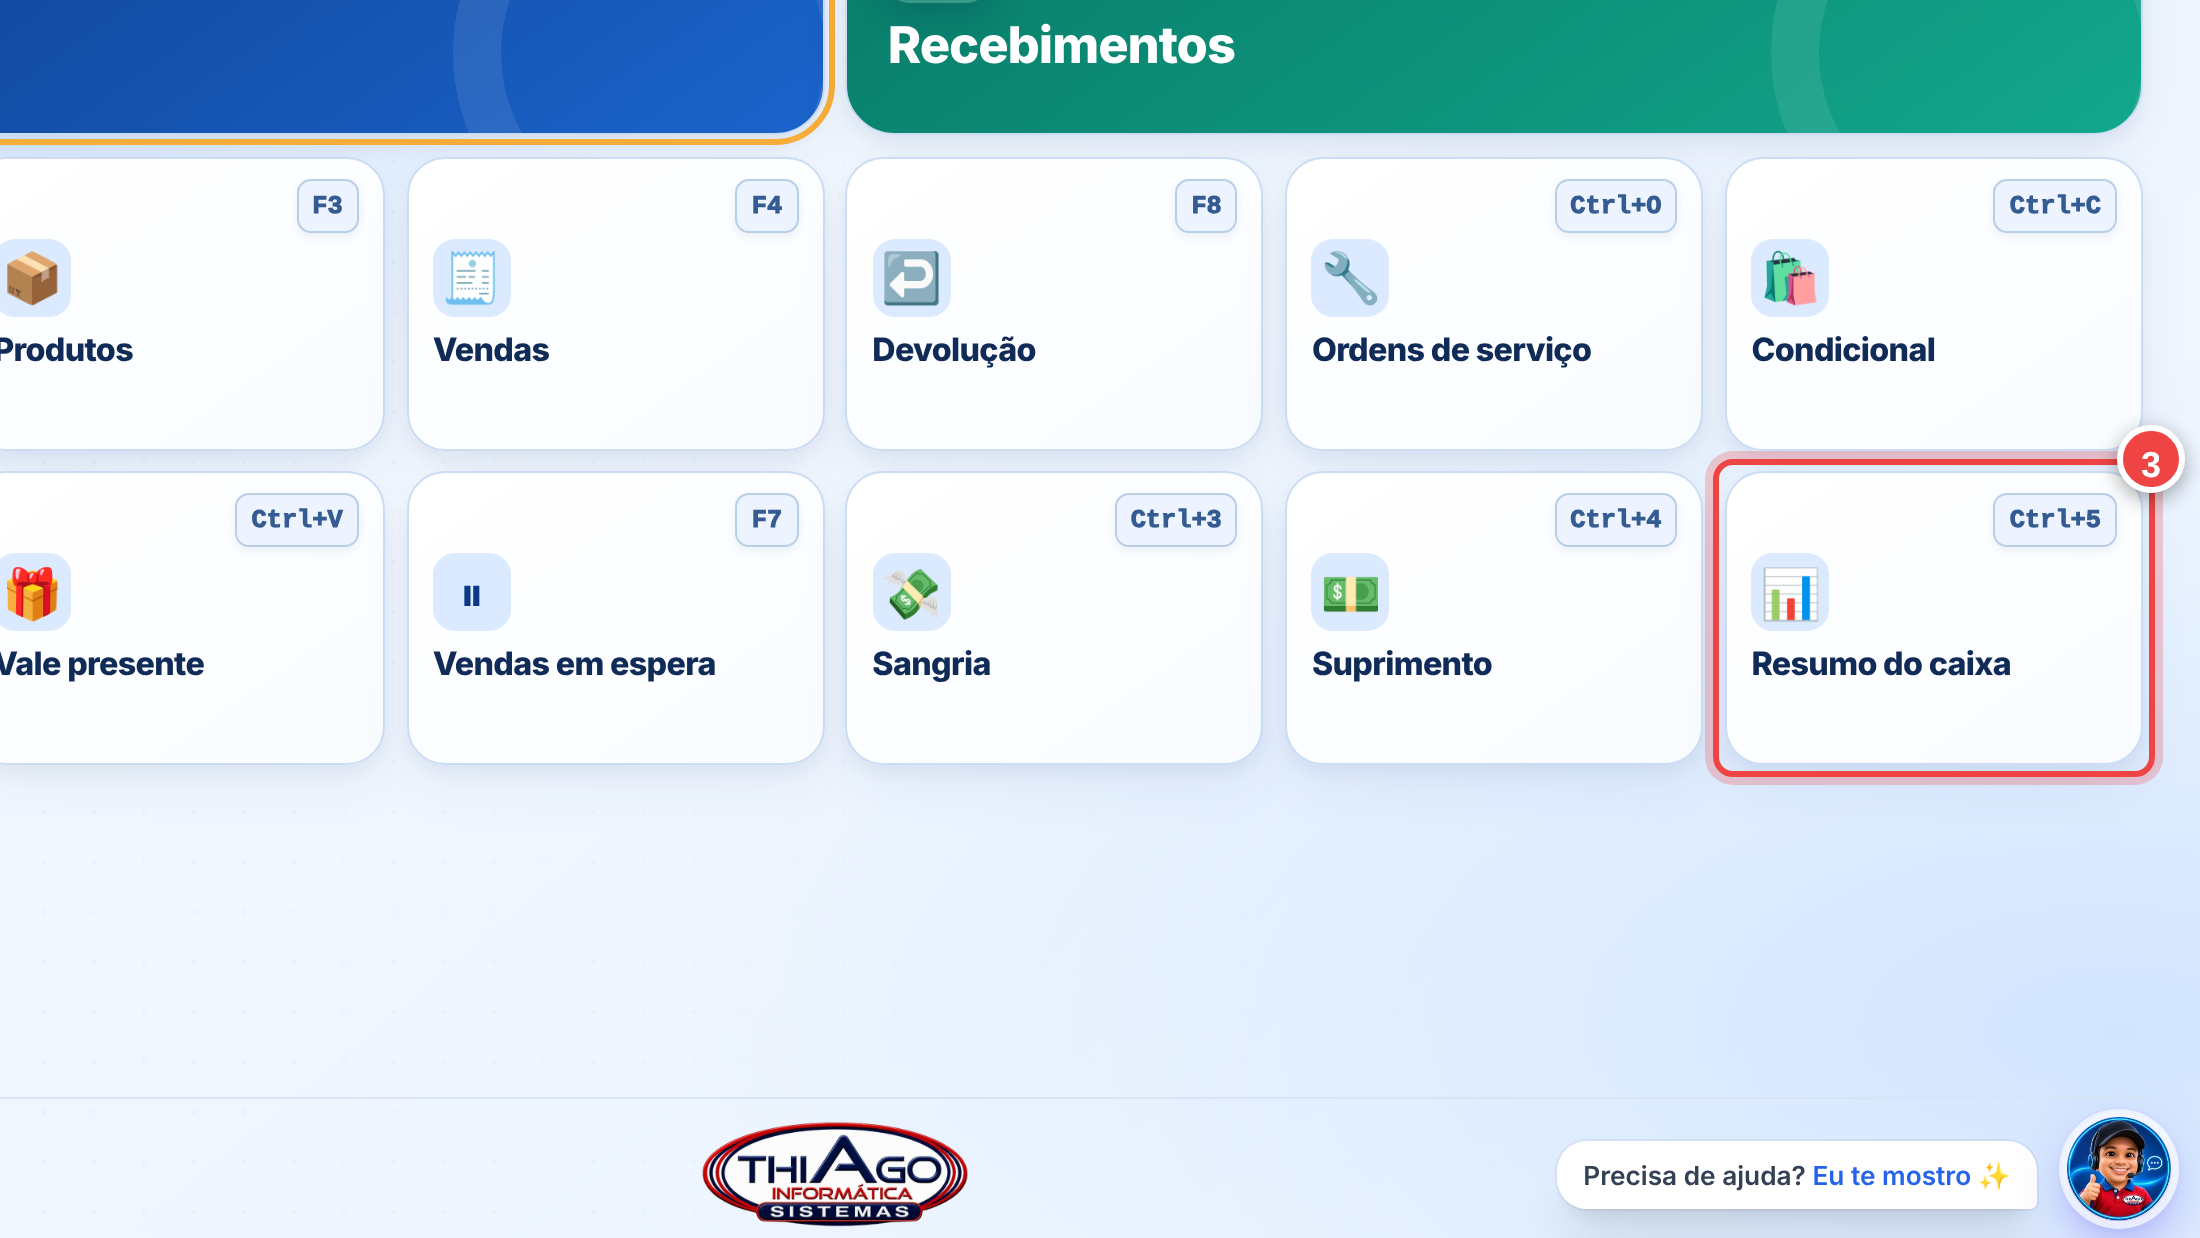 Recebimentos
F3
Produtos
F4
Vendas
F8
Devolução
Ctrl+O
Ordens de serviço
Ctrl+C
Condicional
Ctrl+V
Vale presente
F7
Vendas em espera
Ctrl+3
Sangria
Ctrl+4
Suprimento
3
Ctrl+5
Resumo do caixa
THIAGO
INFORMÁTICA
SISTEMAS
Precisa de ajuda? Eu te mostro ✨